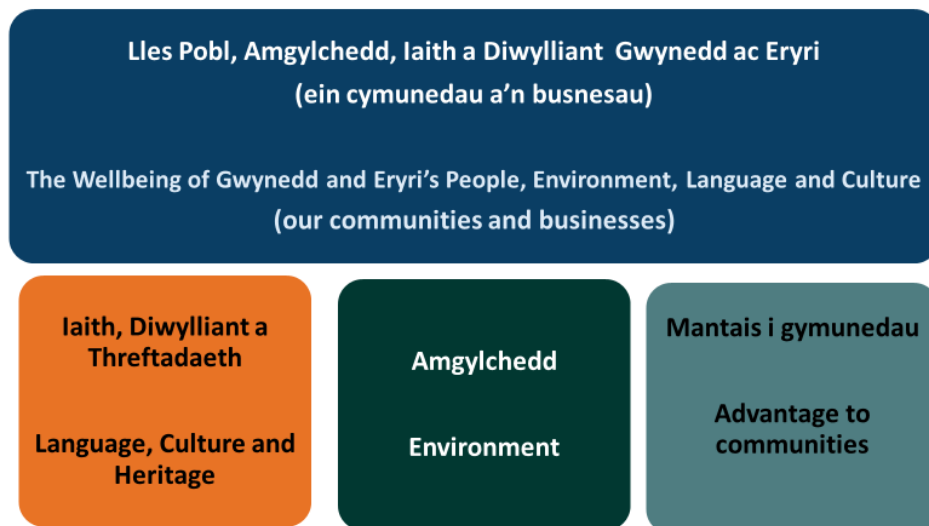 Lles Pobl, Amgylchedd, Iaith a Diwylliant Gwynedd ac Eryri
(ein cymunedau a'n busnesau)
The Wellbeing of Gwynedd and Eryri's People, Environment, Language and Culture
(our communities and businesses)
Iaith, Diwylliant a
Threftadaeth
Language, Culture and
Heritage
Amgylchedd
Environment
Mantais i gymunedau
Advantage to
communities